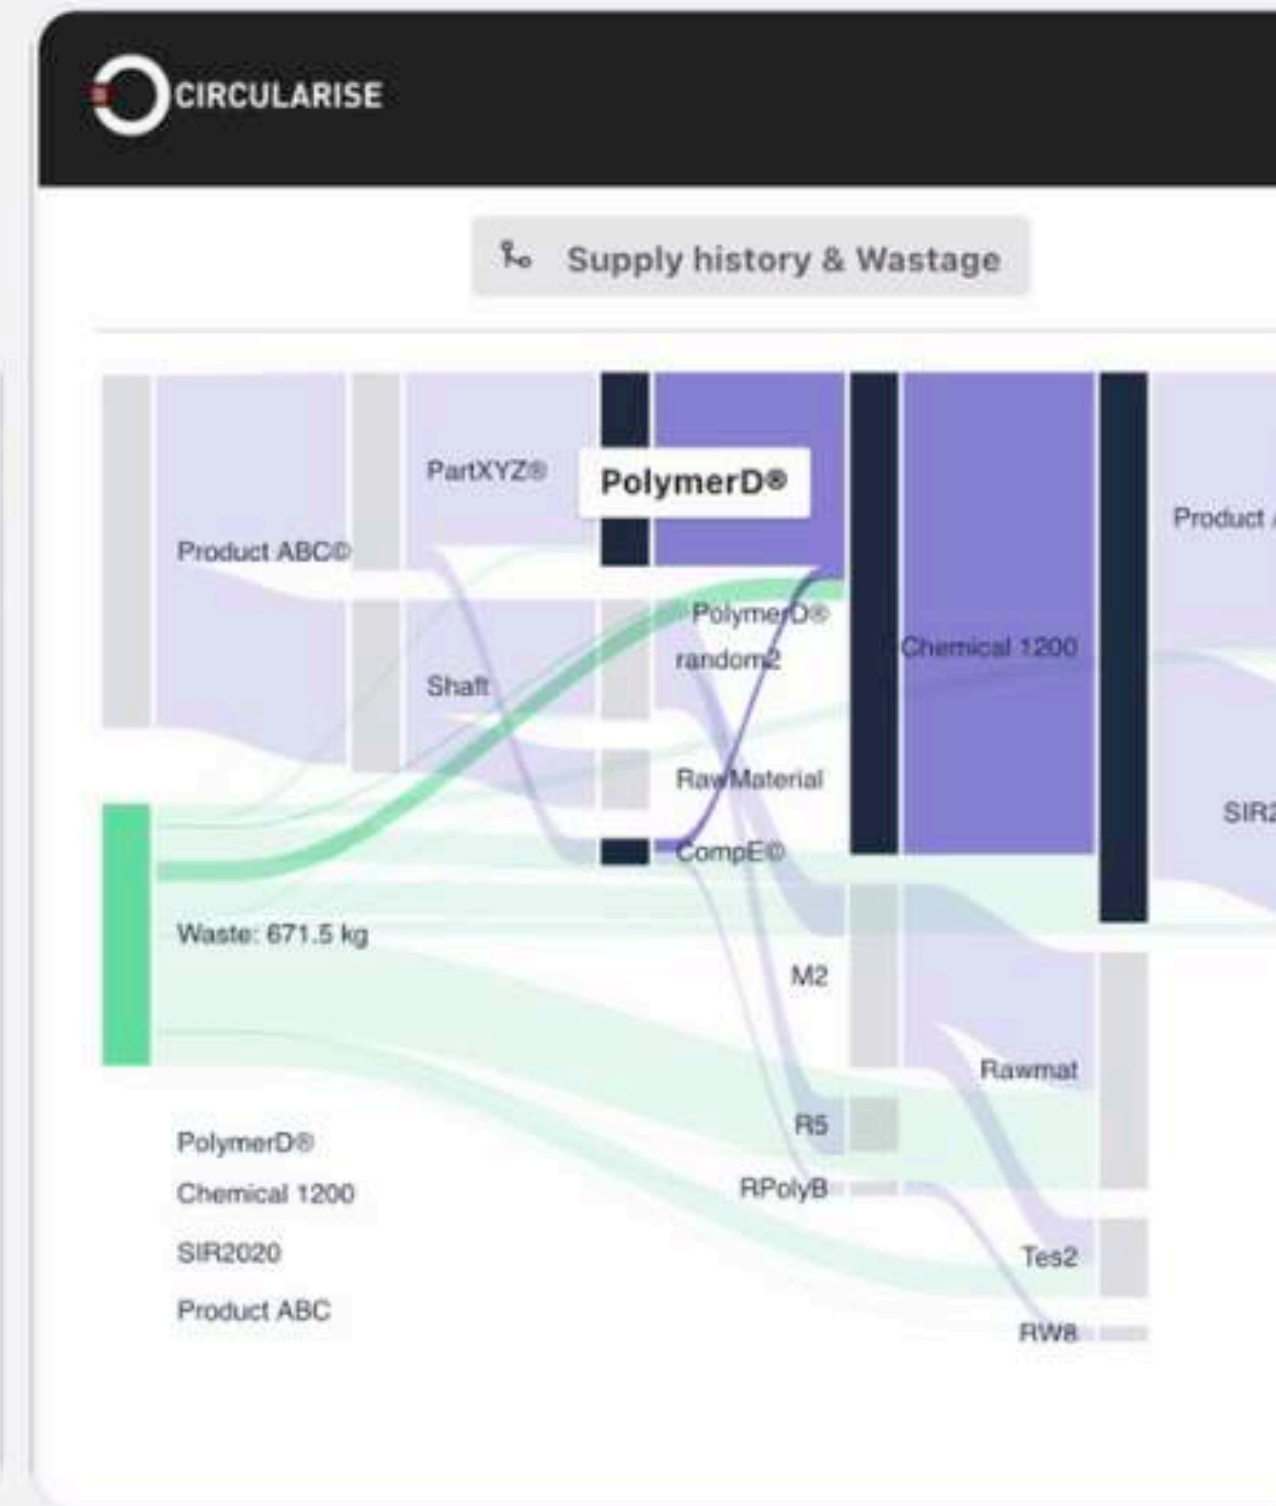 CIRCULARISE
Supply history & Wastage
PartXYZ®
PolymerD®
Product
Product ABC©
PolymerD®
random2
Chemical 1200
Shaft
RawMaterial
CompE©
Waste: 671.5 kg
M2
Rawmat
R5
PolymerD®
RPolyB
Chemical 1200
SIR2020
Tes2
Product ABC
RW8